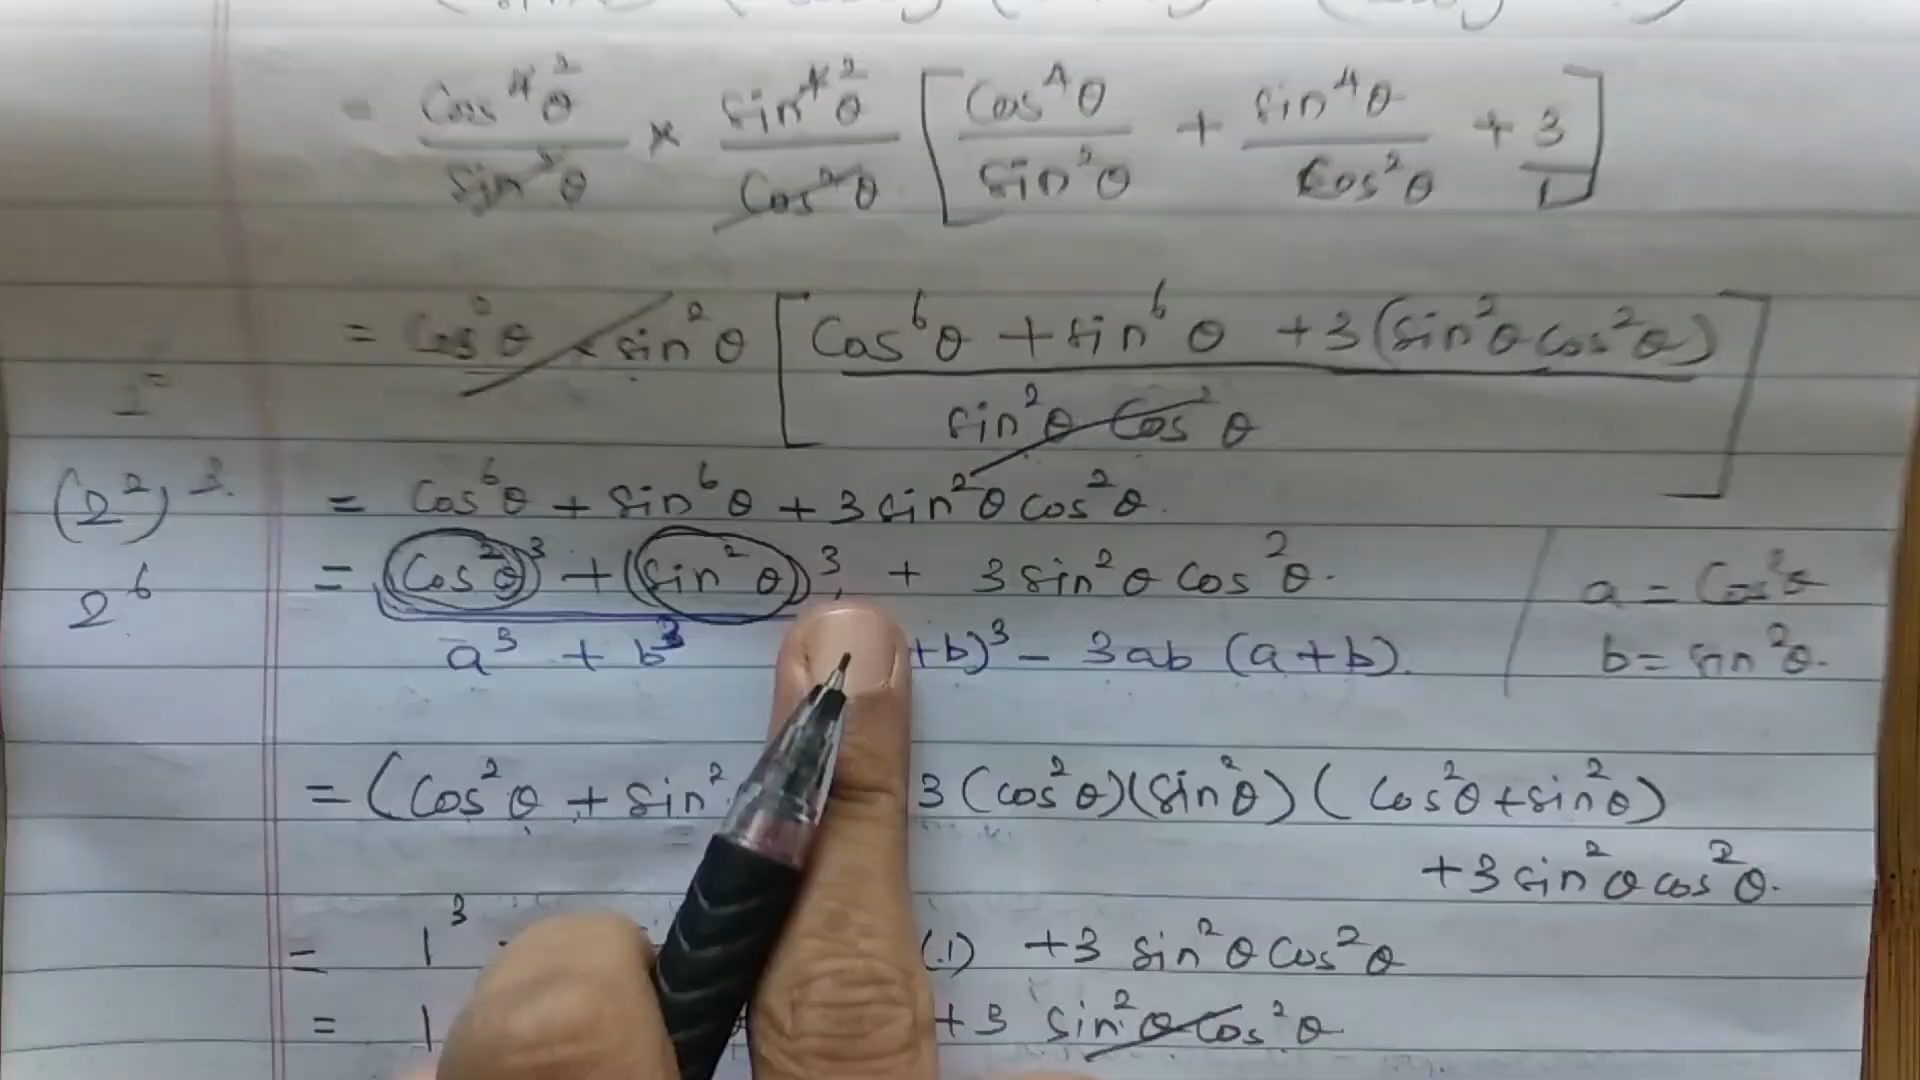 = Cos⁴²θ / Sin²θ × sin⁴²θ / Cos²θ [ Cos⁴θ / Sin²θ + sin⁴θ / Cos²θ + 3/1 ]
= Cos²θ × sin²θ [ Cos⁶θ + sin⁶θ + 3(sin²θ cos²θ) / sin²θ Cos²θ ]
(2²)³ = Cos⁶θ + sin⁶θ + 3 sin²θ cos²θ.
2⁶ = (Cos²θ)³ + (sin²θ)³ + 3 sin²θ cos²θ. a = Cos²θ
a³ + b³ +b)³ - 3ab (a+b). b = sin²θ.
= (Cos²θ + sin² 3 (cos²θ)(sin²θ) ( cos²θ + sin²θ)
+ 3 sin²θ cos²θ.
= 1³ (1) + 3 sin²θ cos²θ
= 1 + 3 sin²θ cos²θ